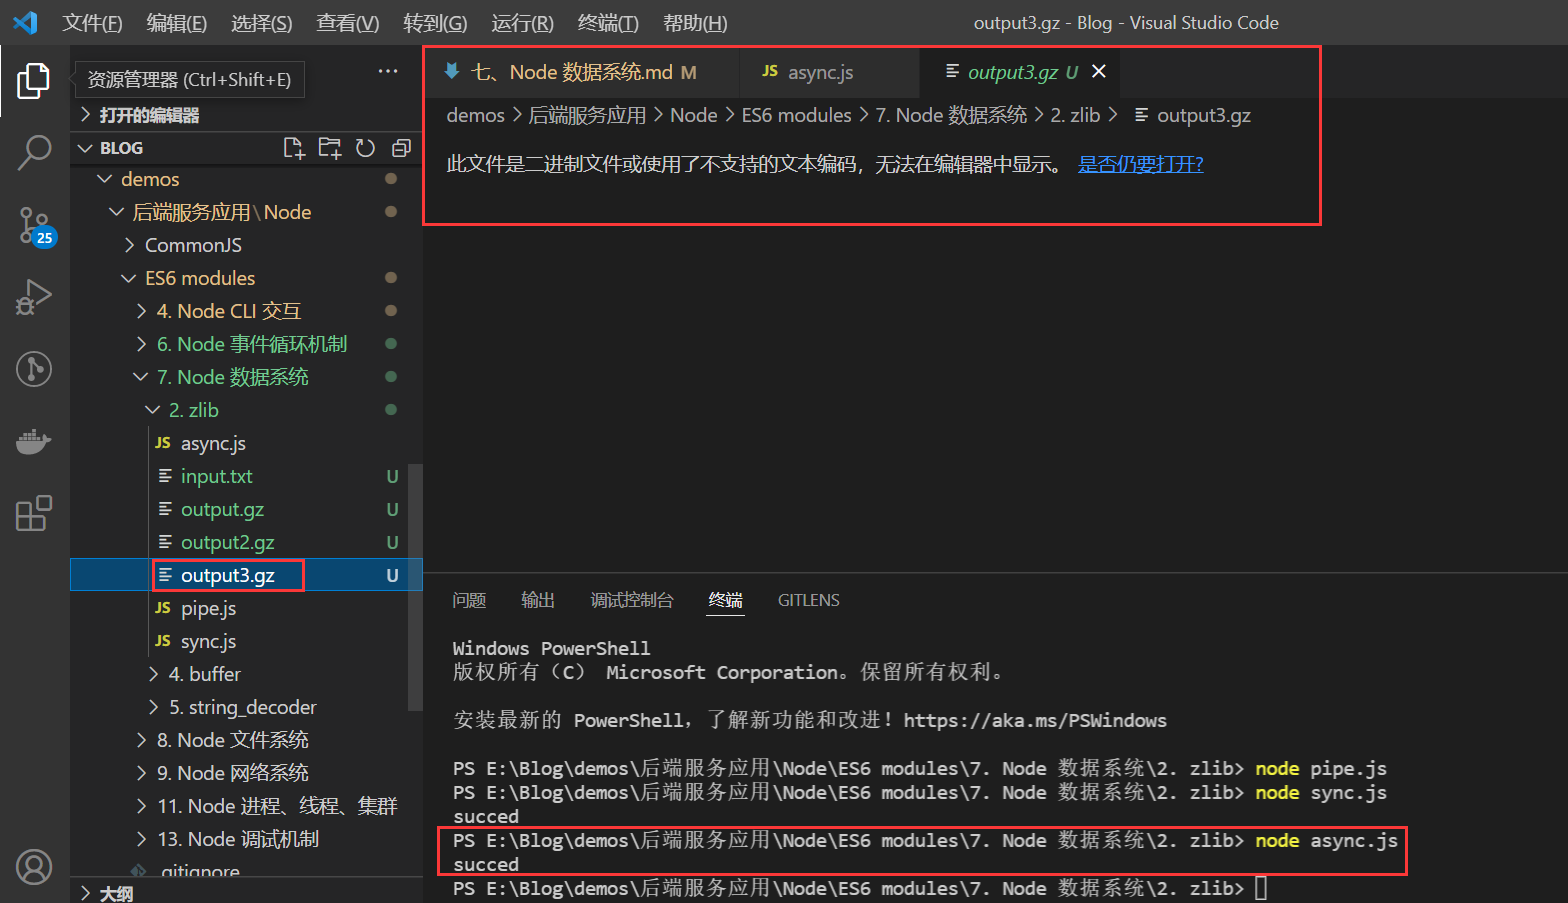 文件(F) 编辑(E) 选择(S) 查看(V) 转到(G) 运行(R) 终端(T) 帮助(H) output3.gz - Blog - Visual Studio Code
资源管理器 (Ctrl+Shift+E)
打开的编辑器
BLOG
demos
后端服务应用\Node
CommonJS
ES6 modules
4. Node CLI 交互
6. Node 事件循环机制
7. Node 数据系统
2. zlib
JS async.js
input.txt U
output.gz U
output2.gz U
output3.gz U
JS pipe.js
JS sync.js
4. buffer
5. string_decoder
8. Node 文件系统
9. Node 网络系统
11. Node 进程、线程、集群
13. Node 调试机制
.gitignore
大纲
25
七、Node 数据系统.md M JS async.js output3.gz U
demos > 后端服务应用 > Node > ES6 modules > 7. Node 数据系统 > 2. zlib > output3.gz
此文件是二进制文件或使用了不支持的文本编码，无法在编辑器中显示。 是否仍要打开?
问题 输出 调试控制台 终端 GITLENS
Windows PowerShell
版权所有（C） Microsoft Corporation。保留所有权利。
安装最新的 PowerShell，了解新功能和改进！https://aka.ms/PSWindows
PS E:\Blog\demos\后端服务应用\Node\ES6 modules\7. Node 数据系统\2. zlib> node pipe.js
PS E:\Blog\demos\后端服务应用\Node\ES6 modules\7. Node 数据系统\2. zlib> node sync.js
succed
PS E:\Blog\demos\后端服务应用\Node\ES6 modules\7. Node 数据系统\2. zlib> node async.js
succed
PS E:\Blog\demos\后端服务应用\Node\ES6 modules\7. Node 数据系统\2. zlib>